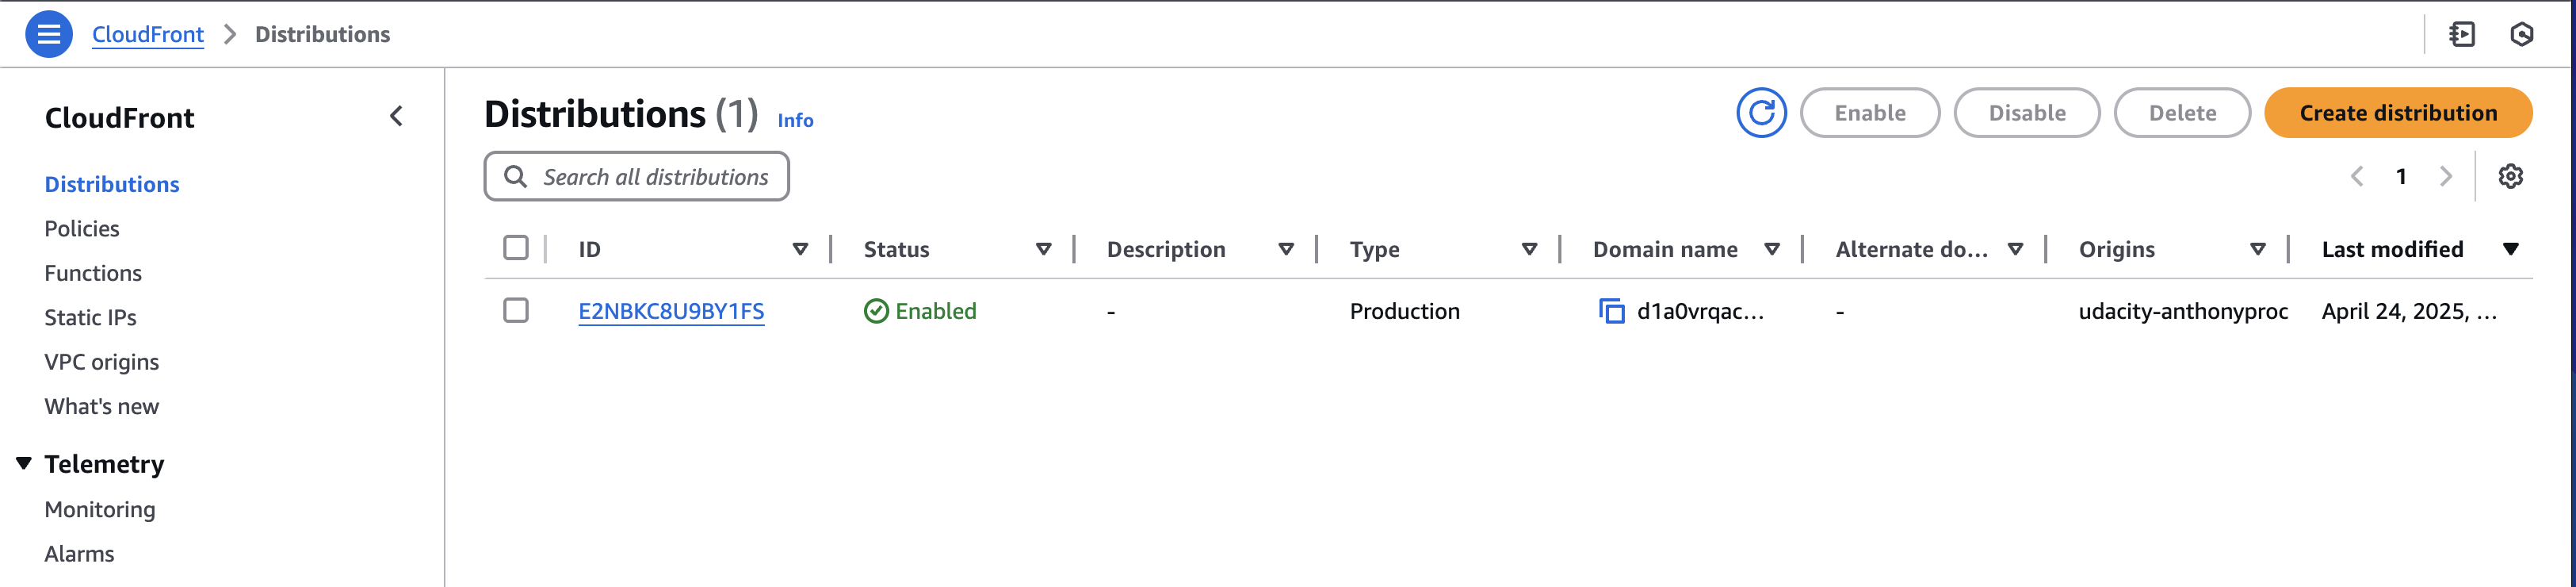 CloudFront > Distributions
CloudFront
Distributions
Policies
Functions
Static IPs
VPC origins
What's new
Telemetry
Monitoring
Alarms
Distributions (1) Info
Enable Disable Delete Create distribution
Search all distributions
1
ID Status Description Type Domain name Alternate do... Origins Last modified
E2NBKC8U9BY1FS Enabled - Production d1a0vrqac... - udacity-anthonyproc April 24, 2025, ...